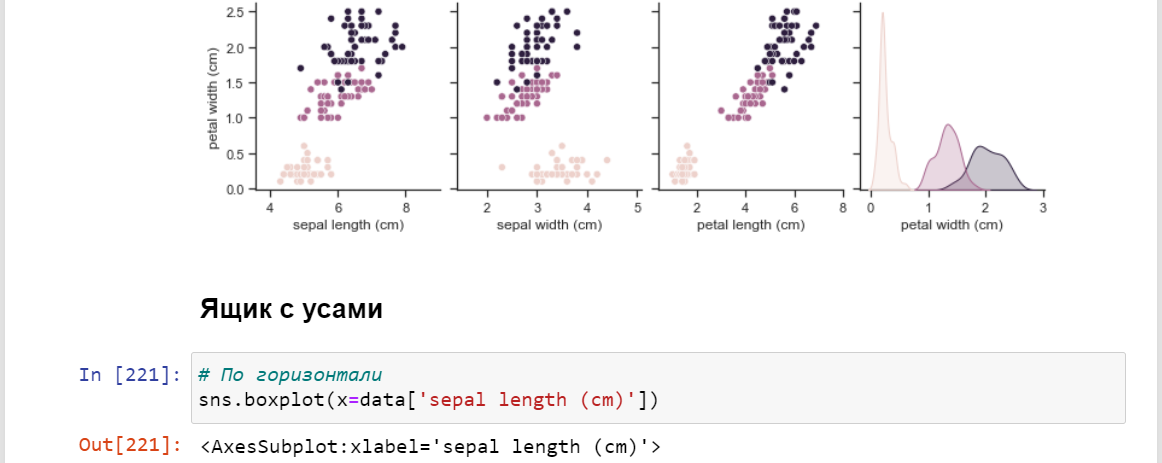 2.5
2.0
1.5
1.0
0.5
0.0
petal width (cm)
4 6 8 2 3 4 5 2 4 6 8 0 1 2 3
sepal length (cm) sepal width (cm) petal length (cm) petal width (cm)
Ящик с усами
In [221]: # По горизонтали
sns.boxplot(x=data['sepal length (cm)'])
Out[221]: <AxesSubplot:xlabel='sepal length (cm)'>